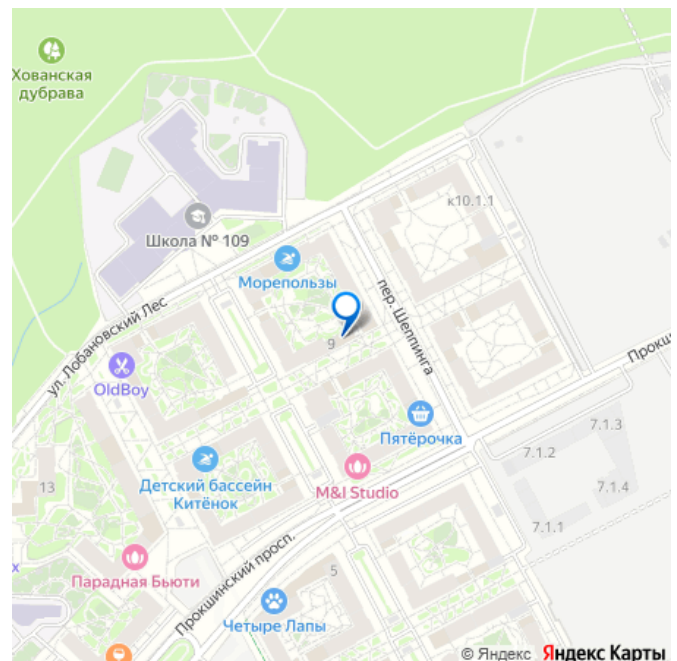 Хованская
дубрава
к10.1.1
Школа № 109
Морепользы
пер. Шеппинга
ул. Лобановский Лес
9
OldBoy
Прокш
Пятёрочка
7.1.3
7.1.2
Детский бассейн
Китёнок
M&I Studio
13
7.1.4
7.1.1
Прокшинский просп.
х
Парадная Бьюти
5
Четыре Лапы
© Яндекс Яндекс Карты